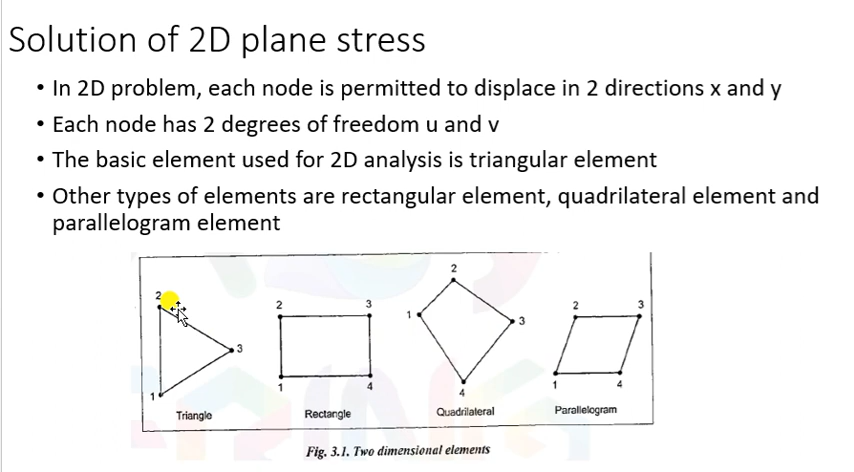 Solution of 2D plane stress
• In 2D problem, each node is permitted to displace in 2 directions x and y
• Each node has 2 degrees of freedom u and v
• The basic element used for 2D analysis is triangular element
• Other types of elements are rectangular element, quadrilateral element and
parallelogram element
2
2
3
2
2
3
1
3
3
1
1
4
4
1
4
Triangle
Rectangle
Quadrilateral
Parallelogram
Fig. 3.1. Two dimensional elements